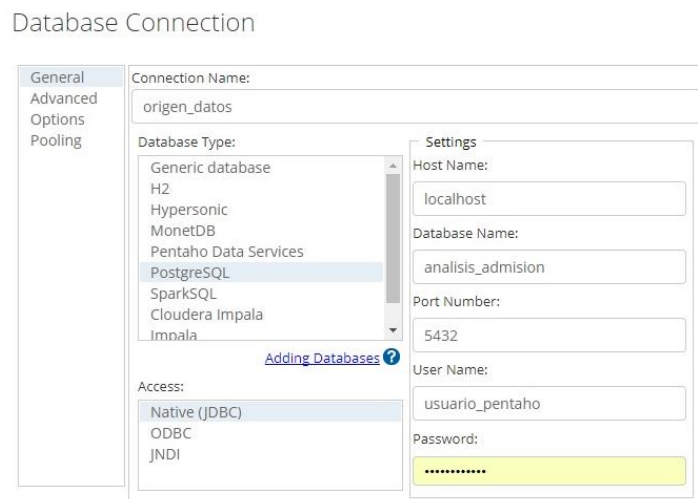 Database Connection
General
Advanced
Options
Pooling
Connection Name:
origen_datos
Database Type:
Generic database
H2
Hypersonic
MonetDB
Pentaho Data Services
PostgreSQL
SparkSQL
Cloudera Impala
Impala
Adding Databases ?
Access:
Native (JDBC)
ODBC
JNDI
Settings
Host Name:
localhost
Database Name:
analisis_admision
Port Number:
5432
User Name:
usuario_pentaho
Password:
••••••••••••